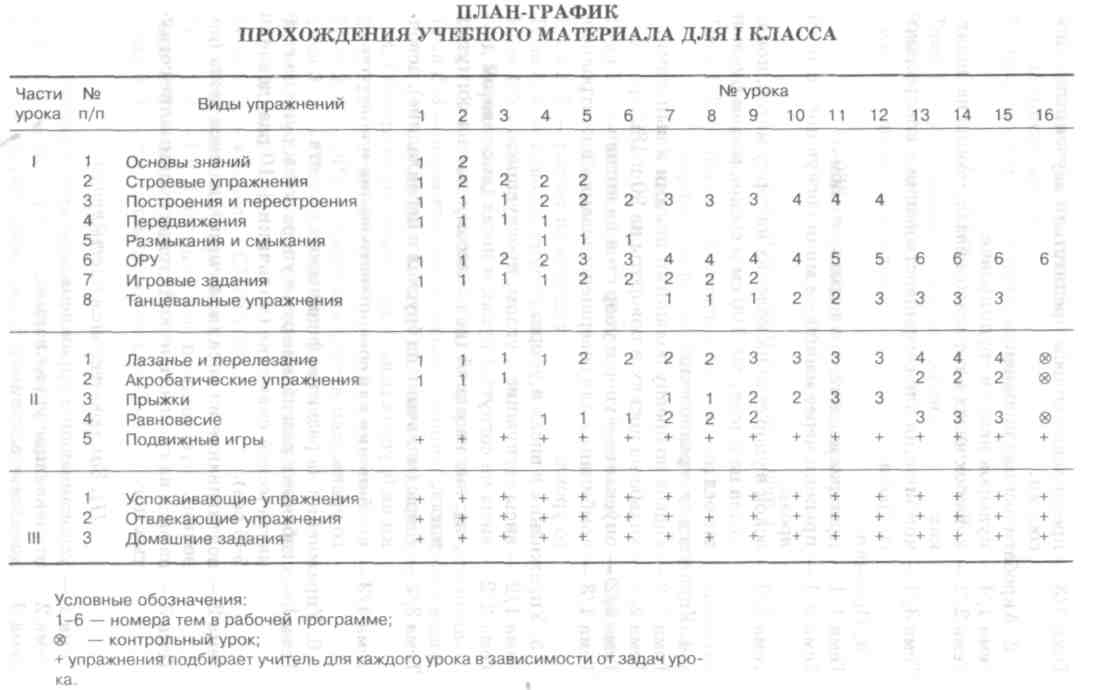 ПЛАН-ГРАФИК
ПРОХОЖДЕНИЯ УЧЕБНОГО МАТЕРИАЛА ДЛЯ I КЛАССА
Части урока № п/п Виды упражнений № урока
1 2 3 4 5 6 7 8 9 10 11 12 13 14 15 16
I 1 Основы знаний 1 2
2 Строевые упражнения 1 2 2 2 2
3 Построения и перестроения 1 1 1 2 2 2 3 3 3 4 4 4
4 Передвижения 1 1 1 1
5 Размыкания и смыкания 1 1 1
6 ОРУ 1 1 2 2 3 3 4 4 4 4 5 5 6 6 6 6
7 Игровые задания 1 1 1 1 2 2 2 2 2
8 Танцевальные упражнения 1 1 1 2 2 3 3 3 3
1 Лазанье и перелезание 1 1 1 1 2 2 2 2 3 3 3 3 4 4 4 ⊗
2 Акробатические упражнения 1 1 1 2 2 2 ⊗
II 3 Прыжки 1 1 2 2 3 3
4 Равновесие 1 1 1 2 2 2 3 3 3 ⊗
5 Подвижные игры + + + + + + + + + + + + + + + +
1 Успокаивающие упражнения + + + + + + + + + + + + + + + +
2 Отвлекающие упражнения + + + + + + + + + + + + + + + +
III 3 Домашние задания + + + + + + + + + + + + + + + +
Условные обозначения:
1–6 — номера тем в рабочей программе;
⊗ — контрольный урок;
+ упражнения подбирает учитель для каждого урока в зависимости от задач уро-
ка.